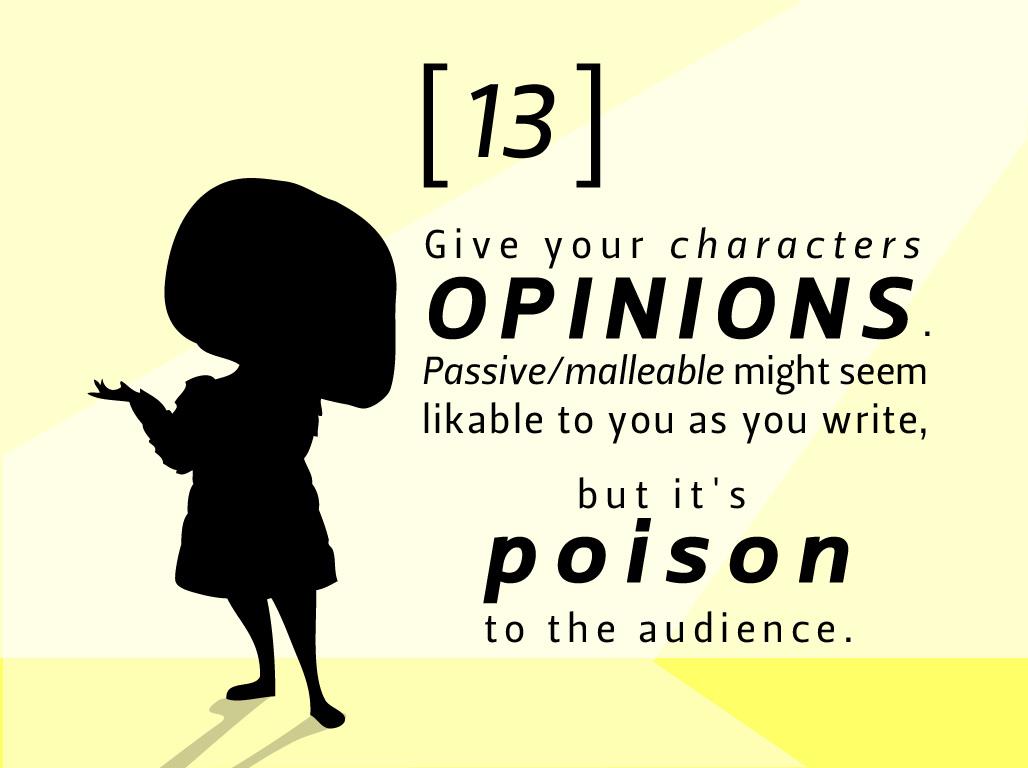 [13]
Give your characters
OPINIONS.
Passive/malleable might seem
likable to you as you write,
but it's
poison
to the audience.